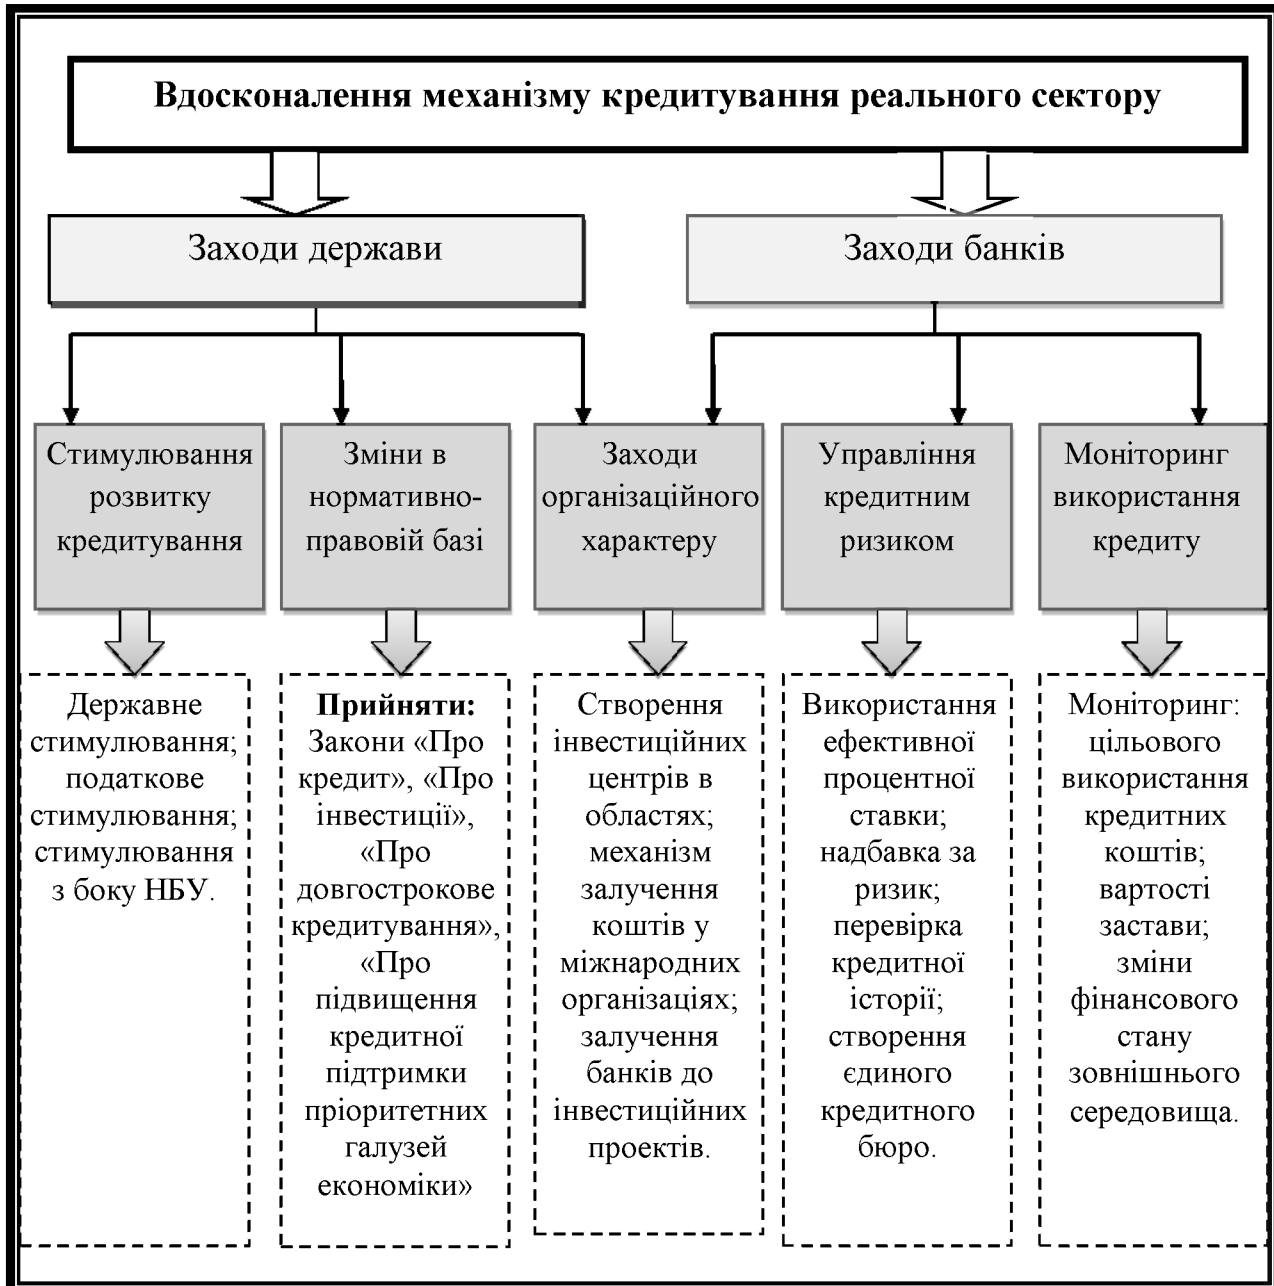 Вдосконалення механізму кредитування реального сектору
Заходи держави
Заходи банків
Стимулювання
розвитку
кредитування
Зміни в
нормативно-
правовій базі
Заходи
організаційного
характеру
Управління
кредитним
ризиком
Моніторинг
використання
кредиту
Державне
стимулювання;
податкове
стимулювання;
стимулювання
з боку НБУ.
Прийняти:
Закони «Про
кредит», «Про
інвестиції»,
«Про
довгострокове
кредитування»,
«Про
підвищення
кредитної
підтримки
пріоритетних
галузей
економіки»
Створення
інвестиційних
центрів в
областях;
механізм
залучення
коштів у
міжнародних
організаціях;
залучення
банків до
інвестиційних
проектів.
Використання
ефективної
процентної
ставки;
надбавка за
ризик;
перевірка
кредитної
історії;
створення
єдиного
кредитного
бюро.
Моніторинг:
цільового
використання
кредитних
коштів;
вартості
застави;
зміни
фінансового
стану
зовнішнього
середовища.